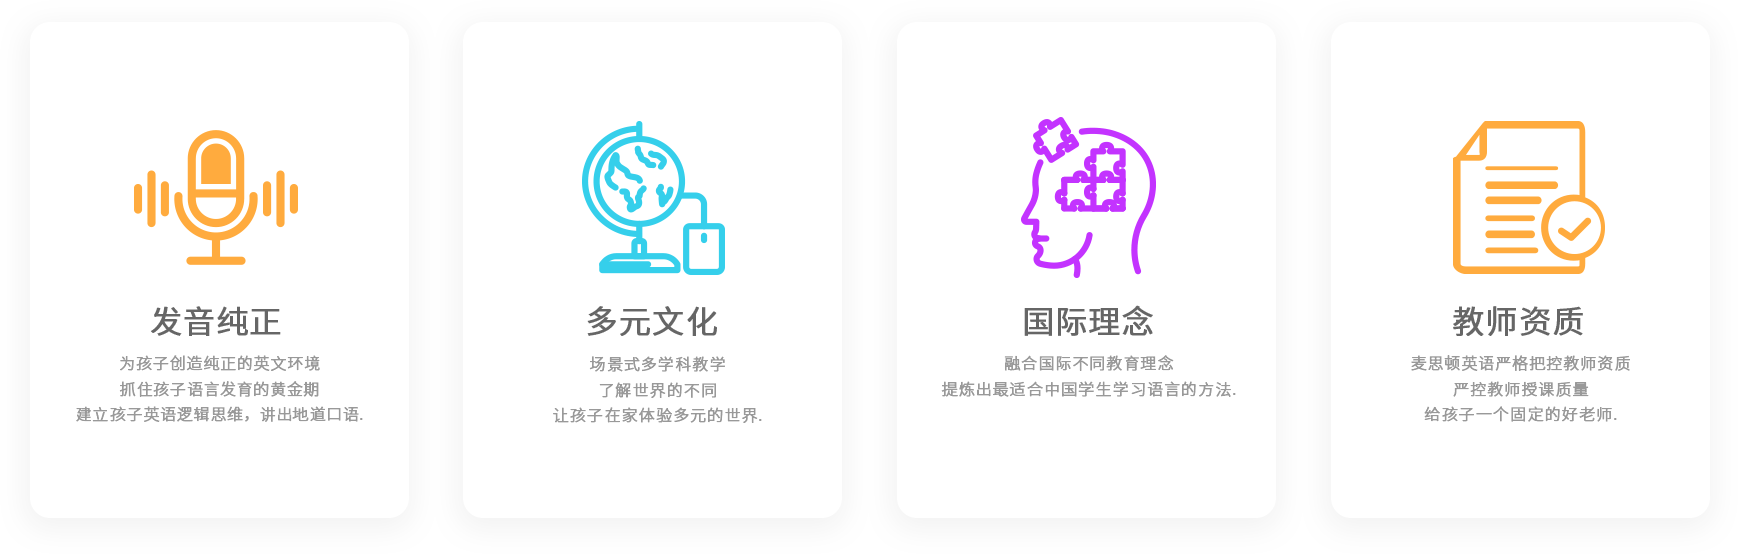 发音纯正
为孩子创造纯正的英文环境
抓住孩子语言发育的黄金期
建立孩子英语逻辑思维，讲出地道口语.
多元文化
场景式多学科教学
了解世界的不同
让孩子在家体验多元的世界.
国际理念
融合国际不同教育理念
提炼出最适合中国学生学习语言的方法.
教师资质
麦思顿英语严格把控教师资质
严控教师授课质量
给孩子一个固定的好老师.